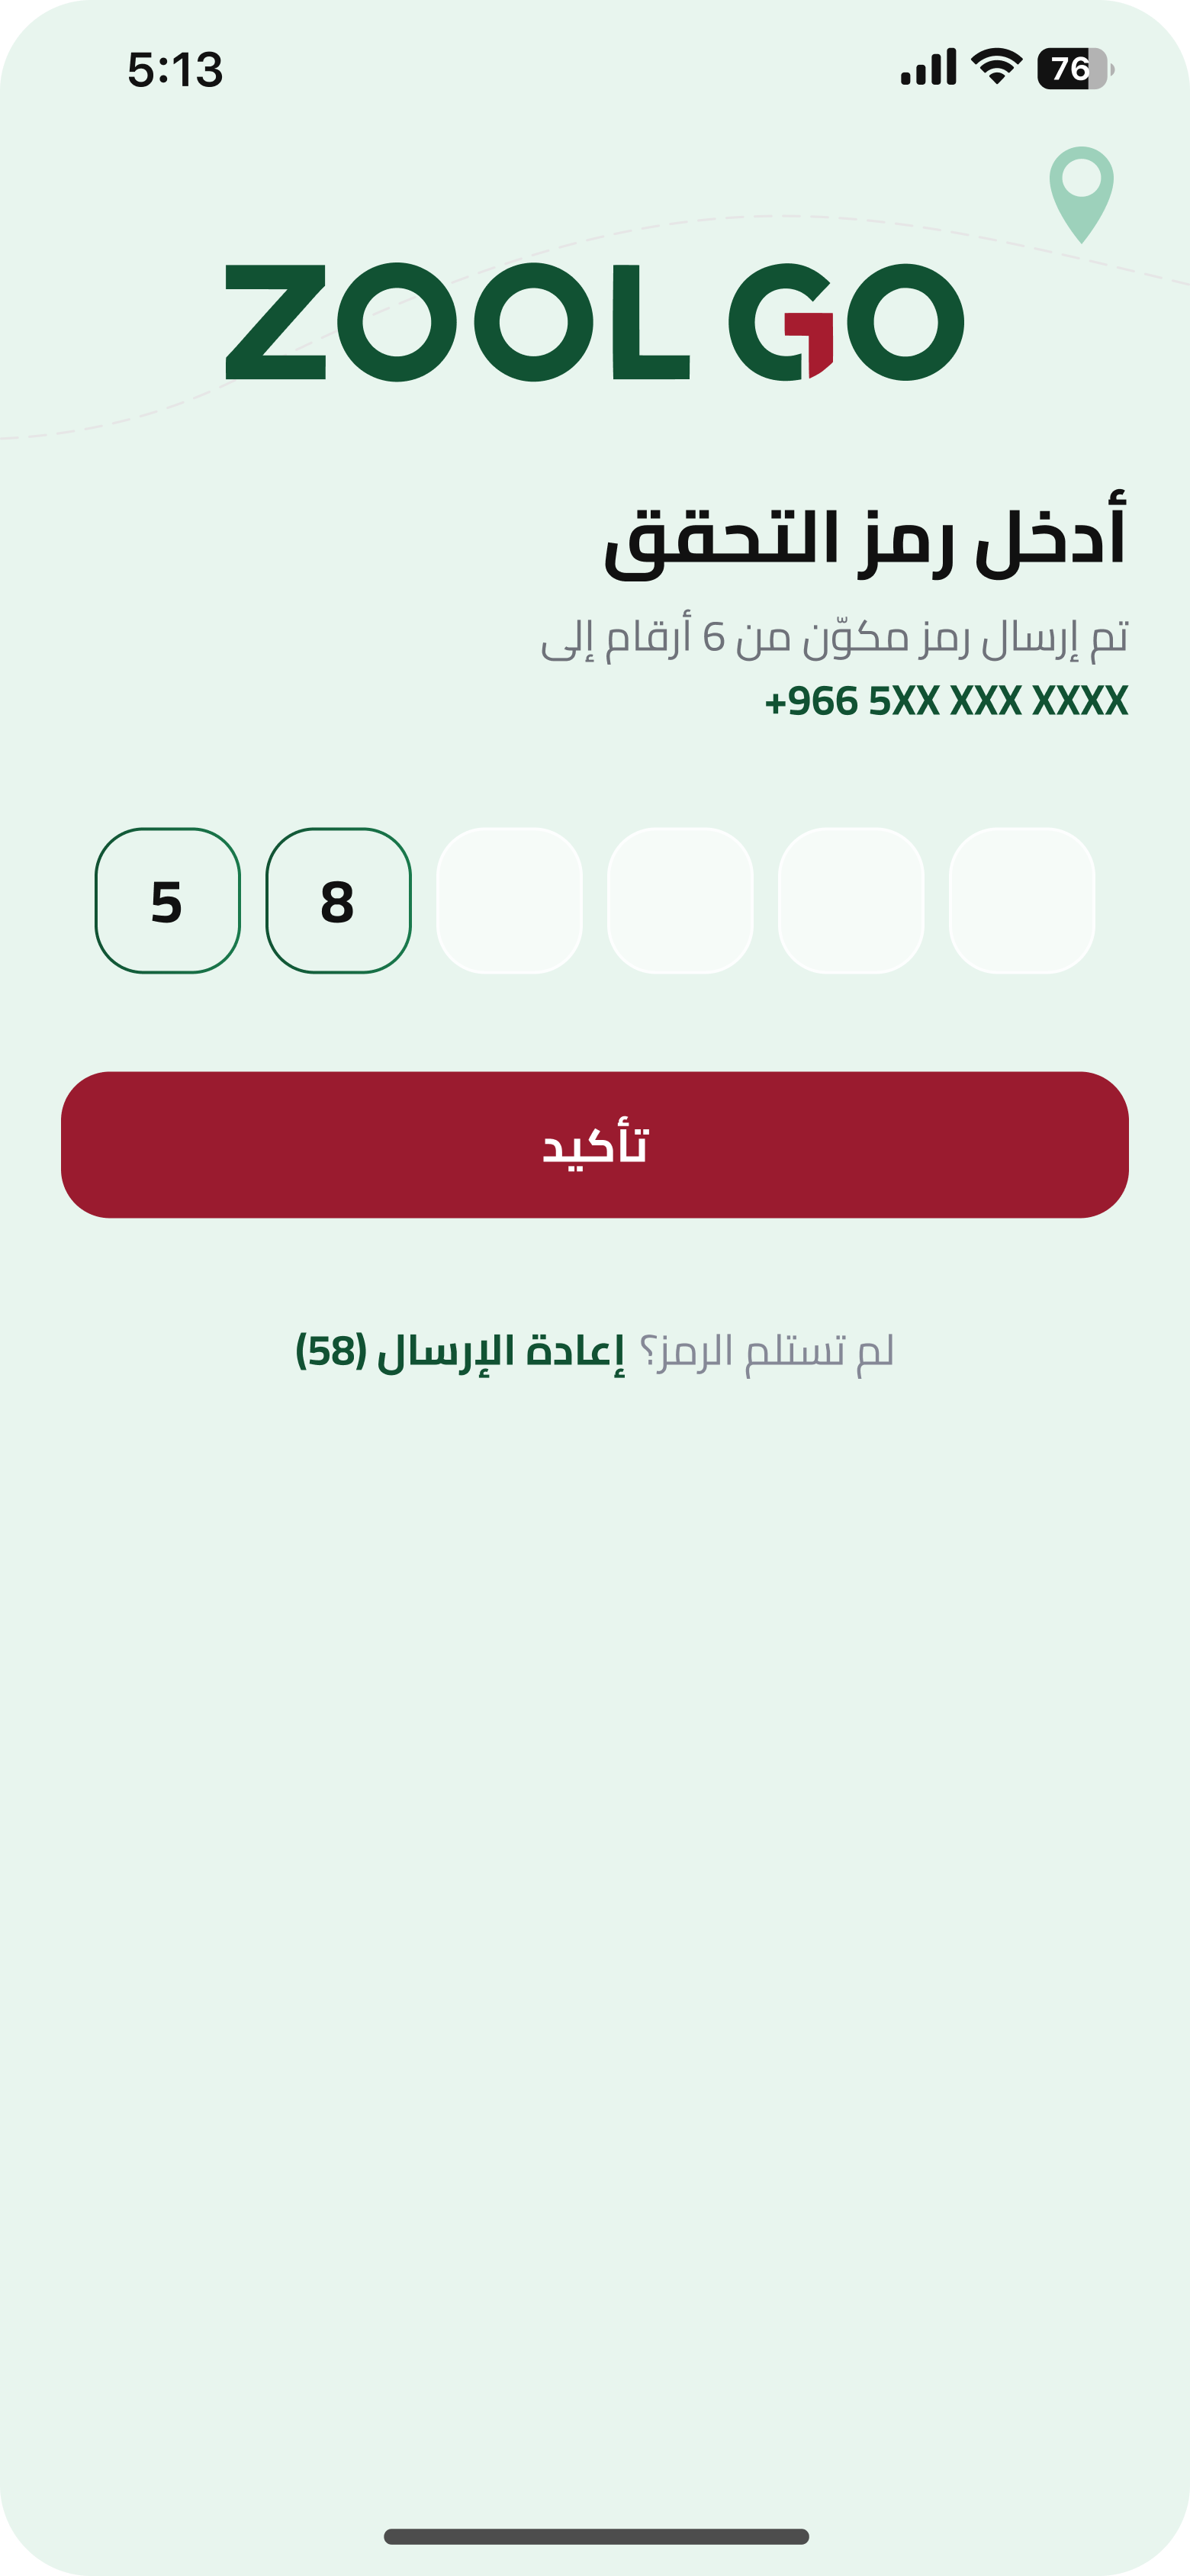 5:13
76
ZOOL GO
أدخل رمز التحقق
تم إرسال رمز مكوّن من 6 أرقام إلى
+966 5XX XXX XXXX
5 8
تأكيد
لم تستلم الرمز؟ إعادة الإرسال (58)